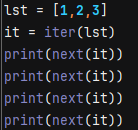 lst = [1,2,3]
it = iter(lst)
print(next(it))
print(next(it))
print(next(it))
print(next(it))